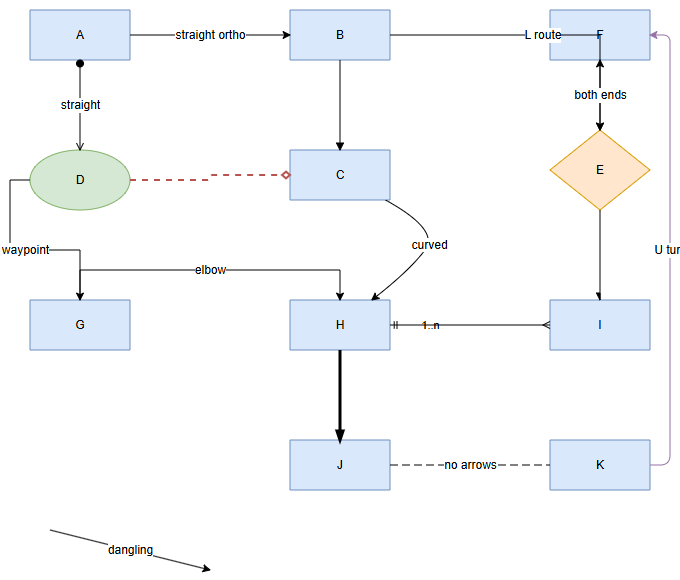 A
straight ortho
B
L route
F
straight
both ends
D
C
E
waypoint
curved
U tur
elbow
G
H
1..n
I
J
no arrows
K
dangling